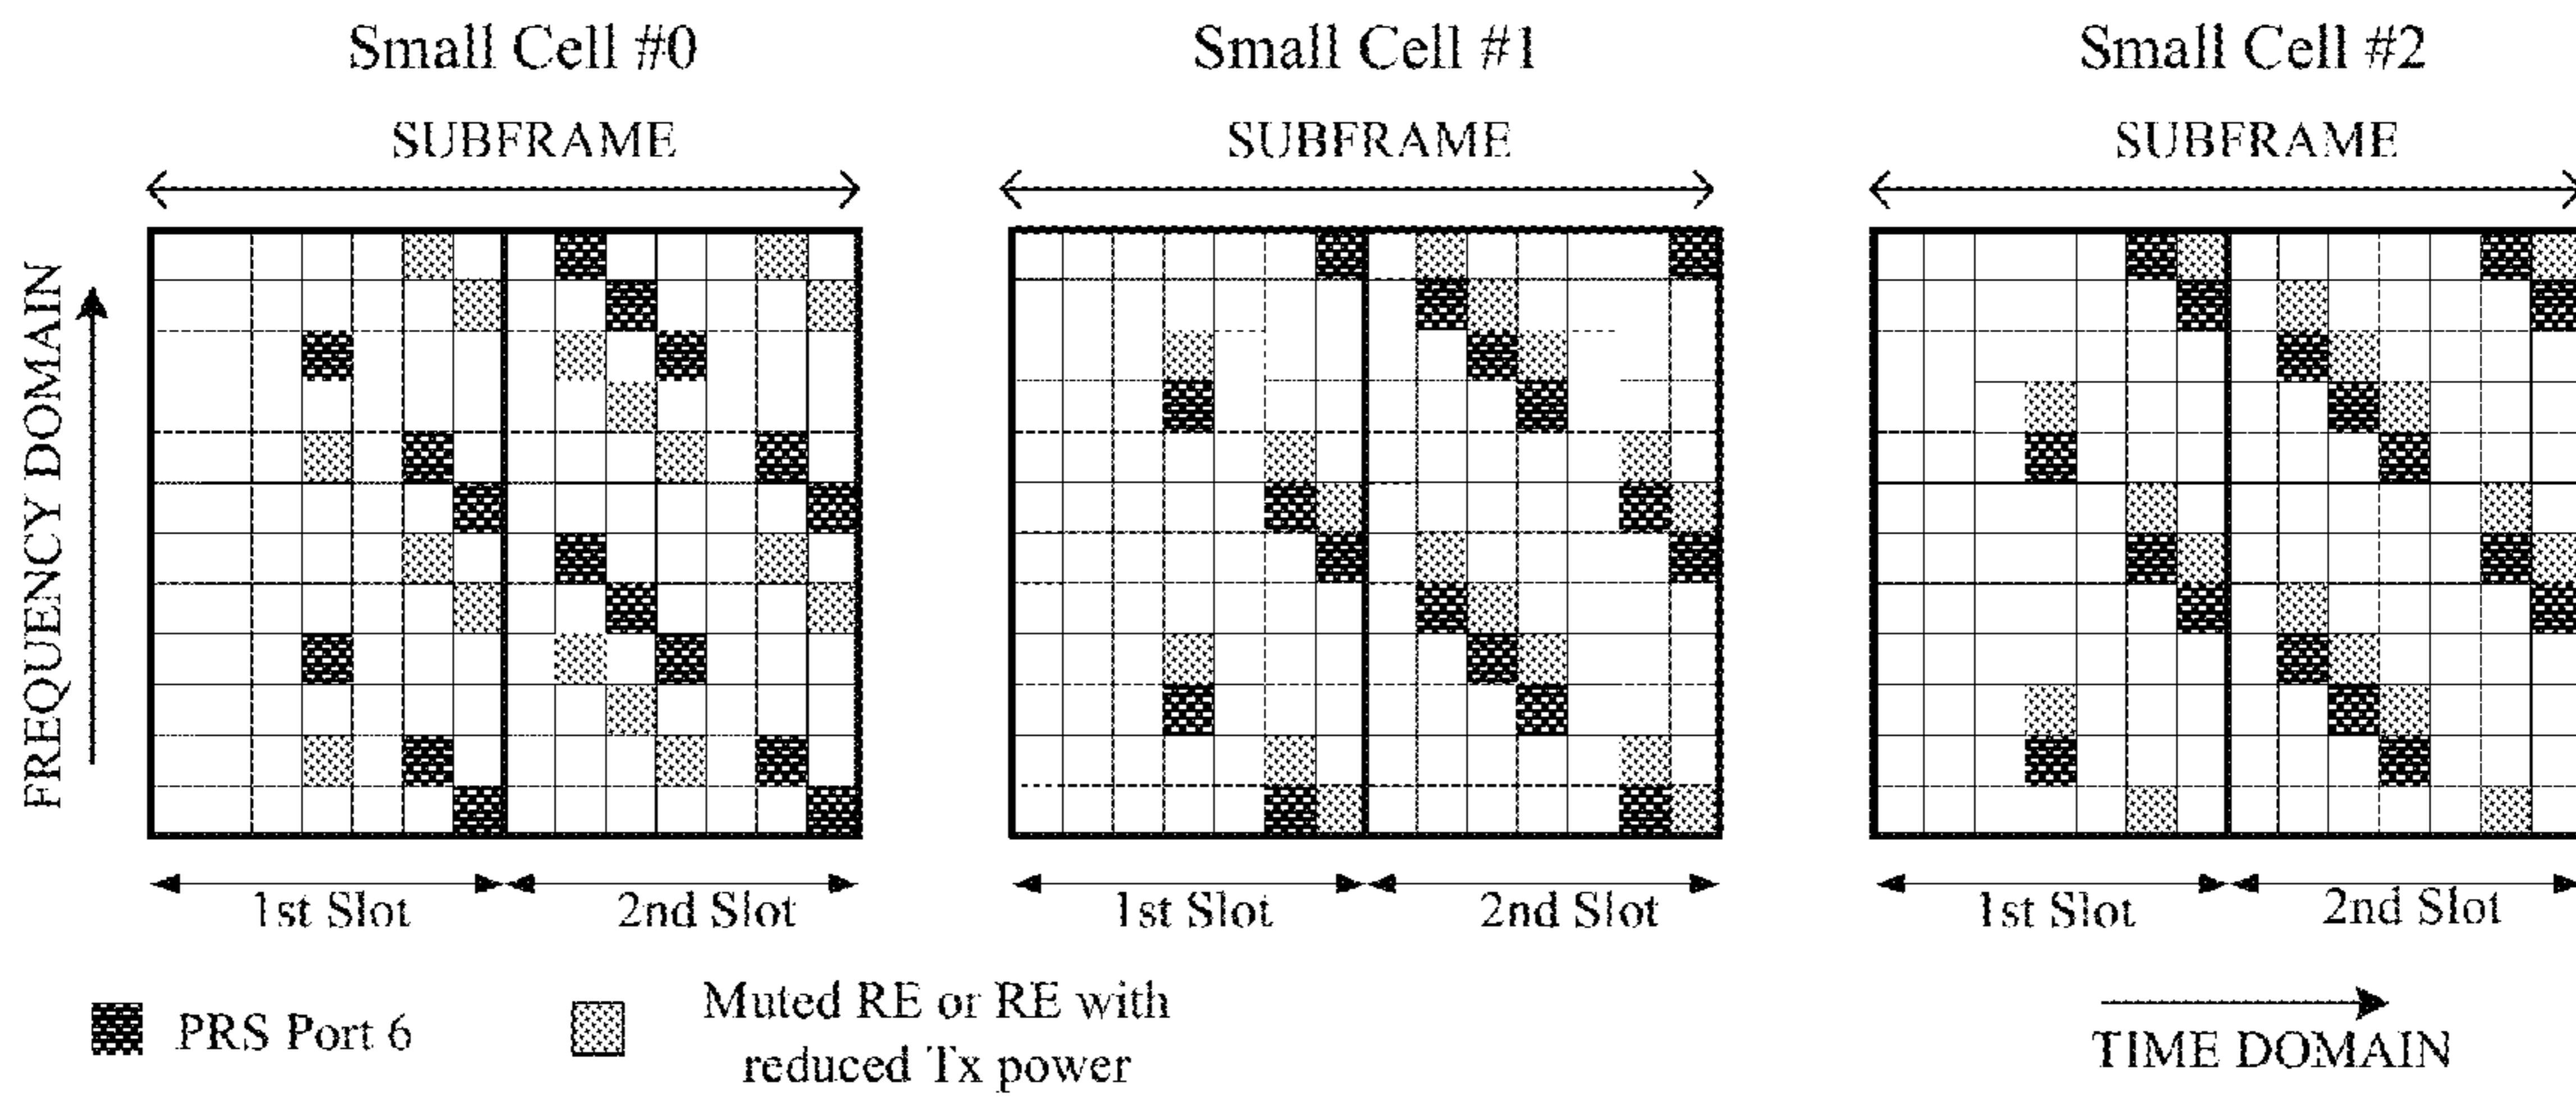 Small Cell #0
Small Cell #1
Small Cell #2
SUBFRAME
SUBFRAME
SUBFRAME
FREQUENCY DOMAIN
1st Slot
2nd Slot
1st Slot
2nd Slot
1st Slot
2nd Slot
PRS Port 6
Muted RE or RE with
reduced Tx power
TIME DOMAIN